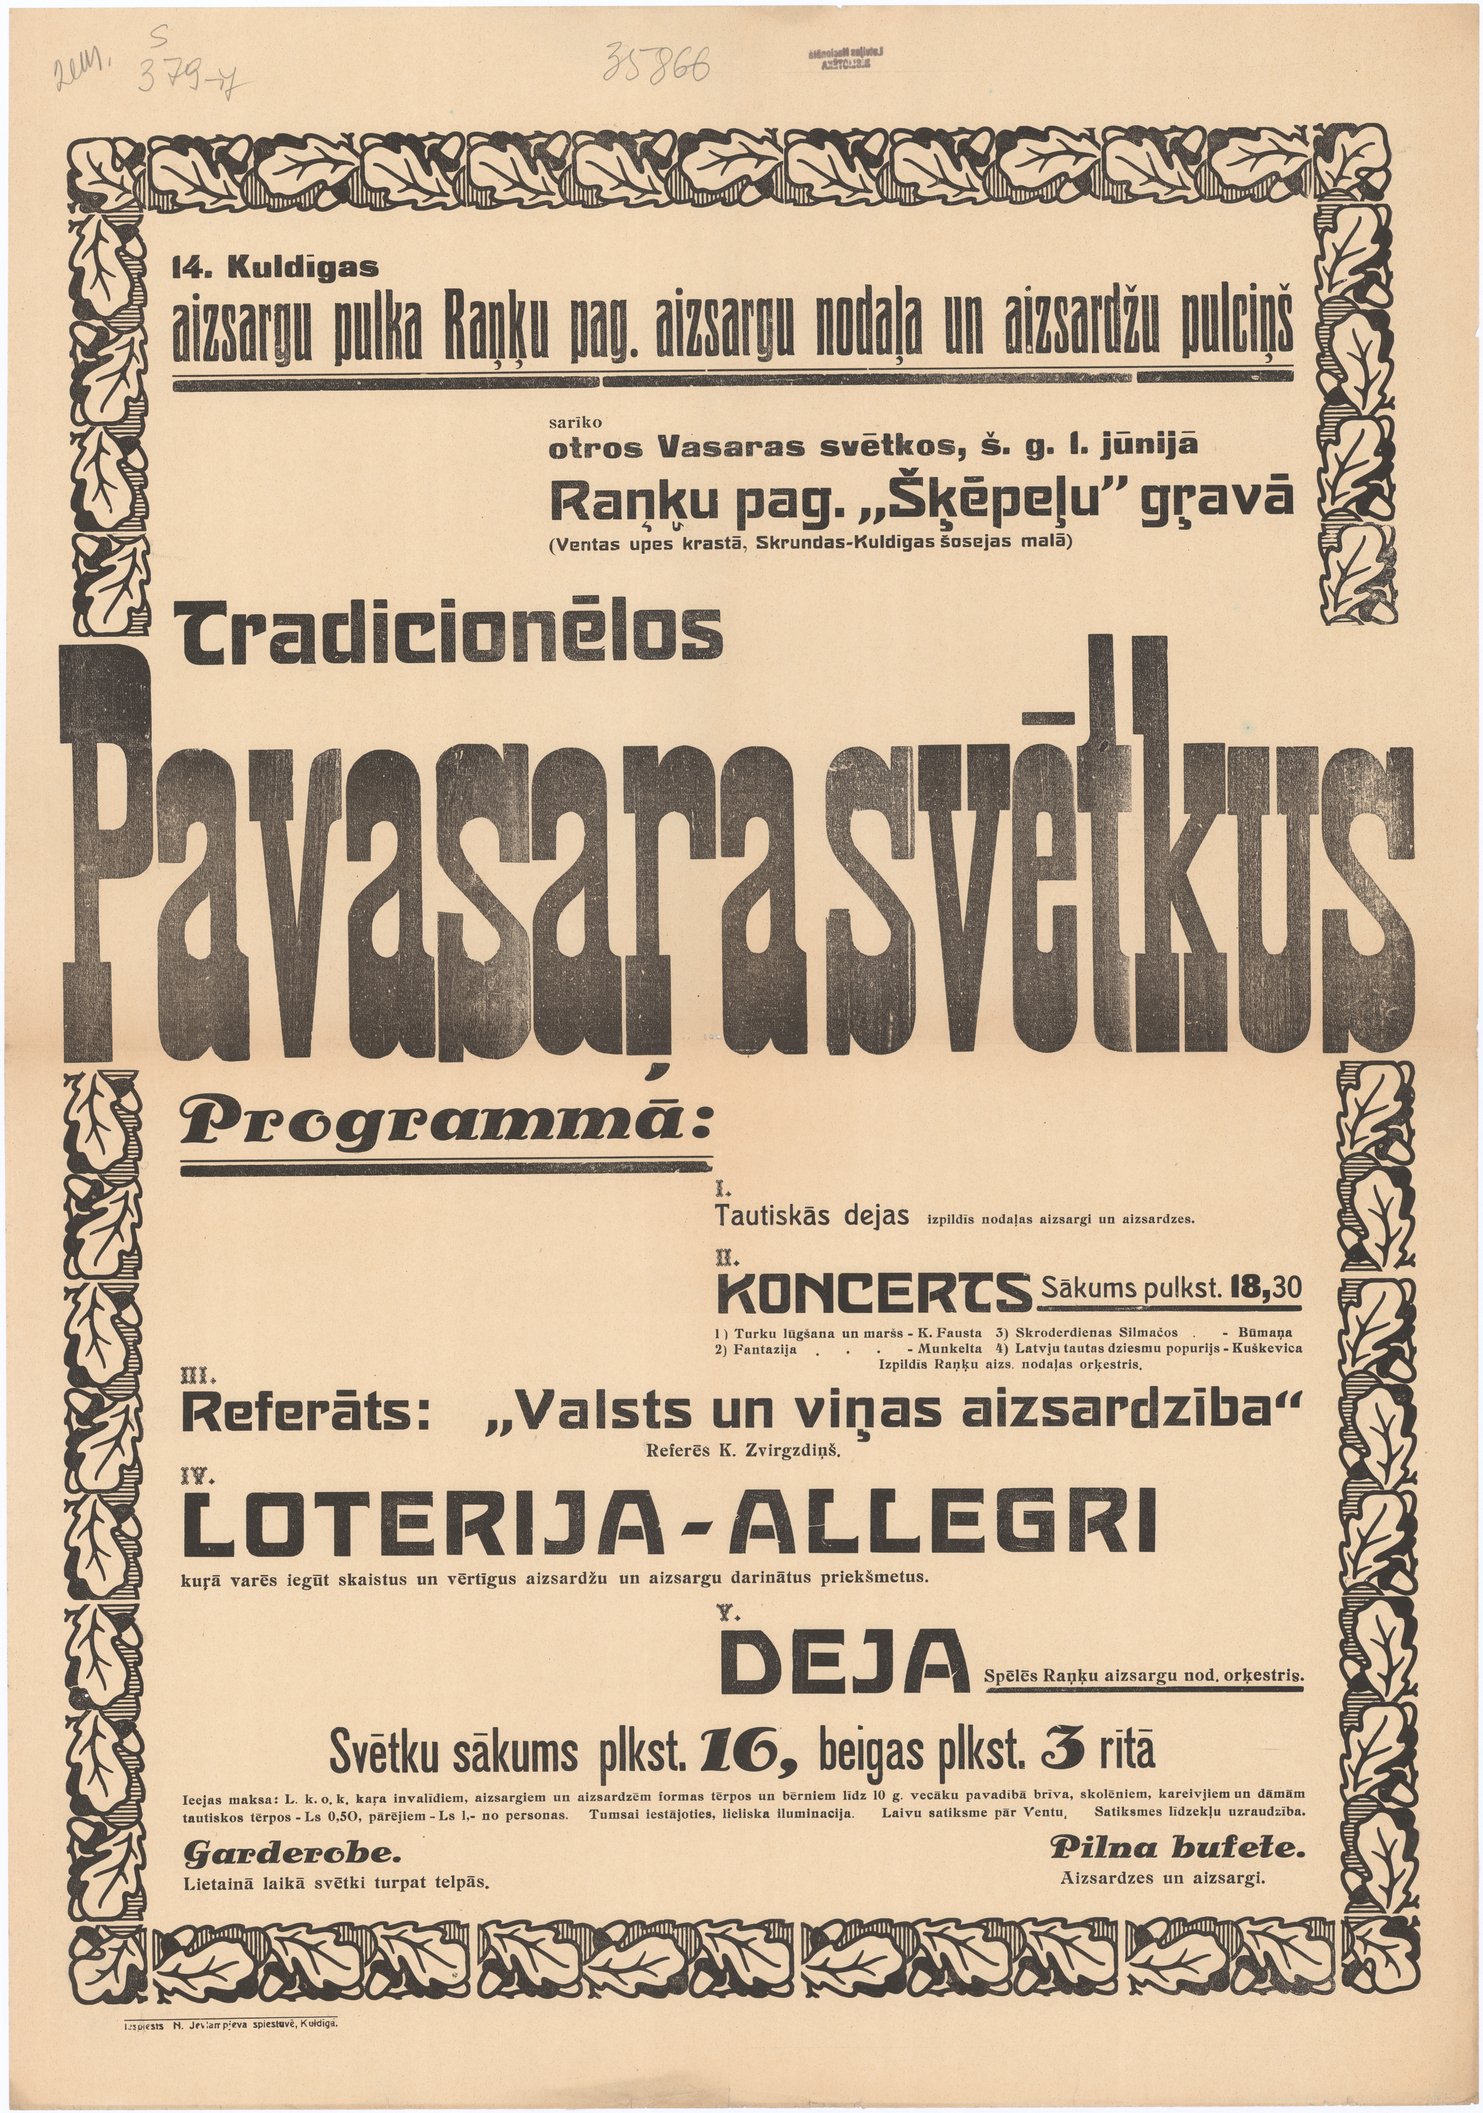 zem. S 379-y
35866
Latvijas Nacionālā
BIBLIOTĒKA
14. Kuldīgas
aizsargu pulka Raņķu pag. aizsargu nodaļa un aizsardžu pulciņš
sarīko
otros Vasaras svētkos, š. g. 1. jūnijā
Raņķu pag. „Šķēpeļu” gŗavā
(Ventas upes krastā, Skrundas-Kuldīgas šosejas malā)
Tradicionēlos
Pavasaŗa svētkus
Programmā:
I.
Tautiskās dejas izpildīs nodaļas aizsargi un aizsardzes.
II.
KONCERTS Sākums pulkst. 18,30
1) Turku lūgšana un maršs - K. Fausta 3) Skroderdienas Silmačos . - Būmaņa
2) Fantazija . . . - Munkelta 4) Latvju tautas dziesmu popurijs - Kuškevica
Izpildīs Raņķu aizs. nodaļas orķestris.
III.
Referāts: „Valsts un viņas aizsardzība“
Referēs K. Zvirgzdiņš.
IV.
LOTERIJA - ALLEGRI
kuŗā varēs iegūt skaistus un vērtīgus aizsardžu un aizsargu darinātus priekšmetus.
V.
DEJA Spēlēs Raņķu aizsargu nod. orķestris.
Svētku sākums plkst. 16, beigas plkst. 3 rītā
Ieejas maksa: L. k. o. k. kaŗa invalīdiem, aizsargiem un aizsardzēm formas tērpos un bērniem līdz 10 g. vecāku pavadībā brīva, skolēniem, kareivjiem un dāmām
tautiskos tērpos - Ls 0,50, pārējiem - Ls 1,- no personas. Tumsai iestājoties, lieliska iluminacija. Laivu satiksme pār Ventu. Satiksmes līdzekļu uzraudzība.
Garderobe. Pilna bufete.
Lietainā laikā svētki turpat telpās. Aizsardzes un aizsargi.
Izspiests N. Jevlampjeva spiestuvē, Kuldīgā.